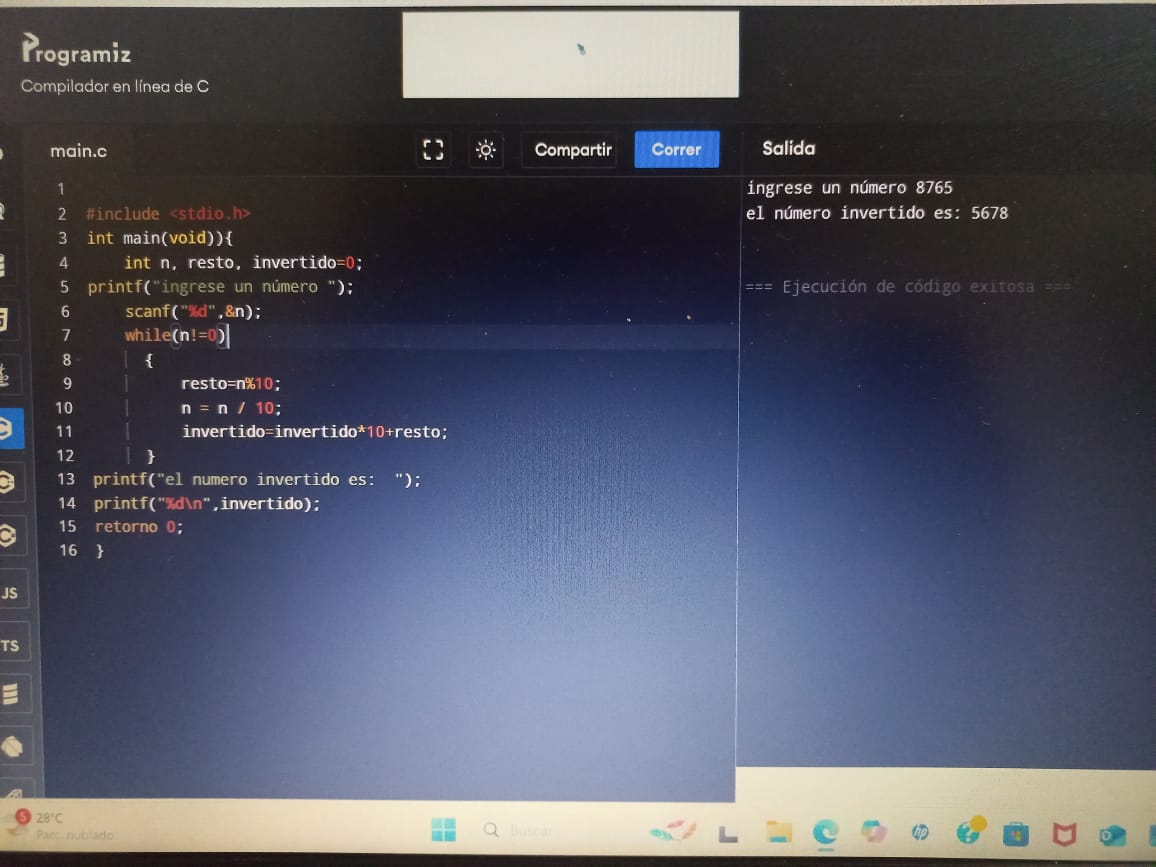 Programiz
Compilador en línea de C
main.c
Compartir
Correr
Salida
1
2 #include <stdio.h>
3 int main(void)){
4 int n, resto, invertido=0;
5 printf("ingrese un número ");
6 scanf("%d",&n);
7 while(n!=0)
8 {
9 resto=n%10;
10 n = n / 10;
11 invertido=invertido*10+resto;
12 }
13 printf("el numero invertido es:  ");
14 printf("%d\n",invertido);
15 retorno 0;
16 }
ingrese un número 8765
el número invertido es: 5678
=== Ejecución de código exitosa ===
JS
TS
5
28°C
Parc. nublado
Buscar
hp